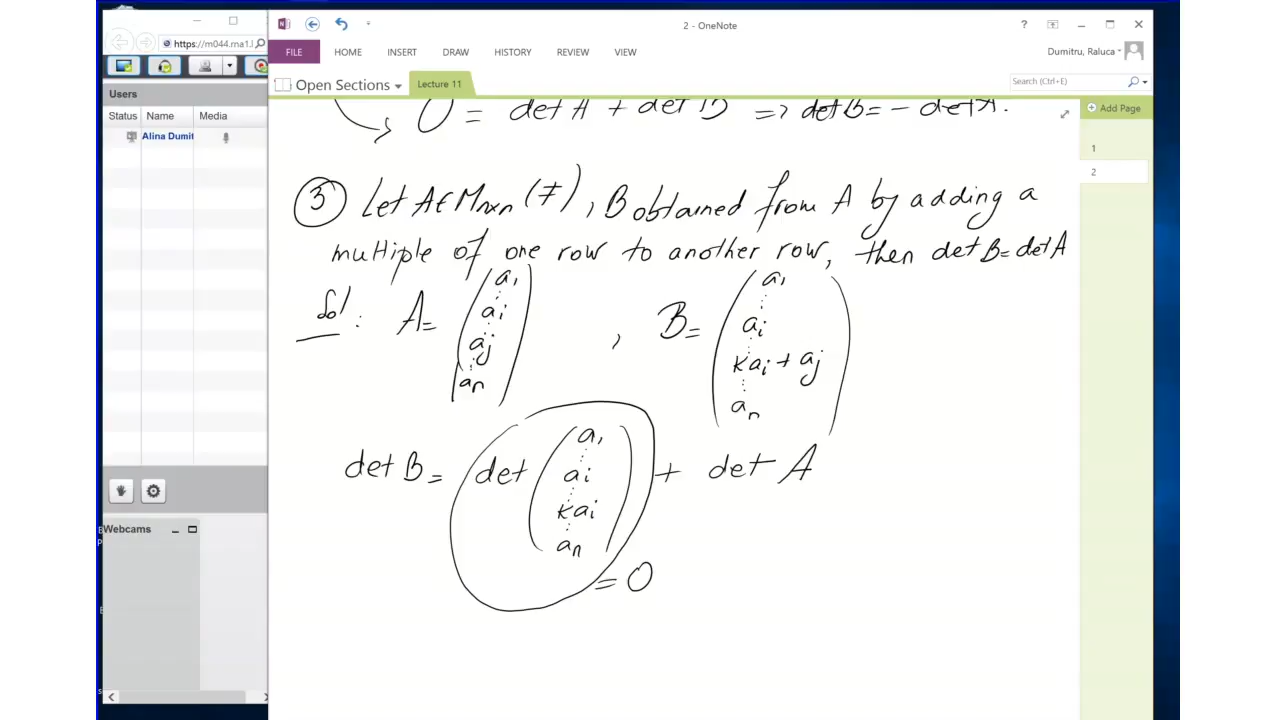 2 - OneNote
?
https://m044.rna1.l
FILE HOME INSERT DRAW HISTORY REVIEW VIEW
Dumitru, Raluca
Open Sections Lecture 11
Search (Ctrl+E)
Users
Status Name Media
Alina Dumit
Add Page
1
2
0 = det A + det B => det B = - det A.
③ Let A ∈ Mnxn (F), B obtained from A by adding a
multiple of one row to another row, then det B = det A
Sol : A = ( a1 ⋮ ai ⋮ aj ⋮ an ) , B = ( a1 ⋮ ai ⋮ kai + aj ⋮ an )
det B = det ( a1 ⋮ ai ⋮ kai ⋮ an ) + det A
= 0
Webcams